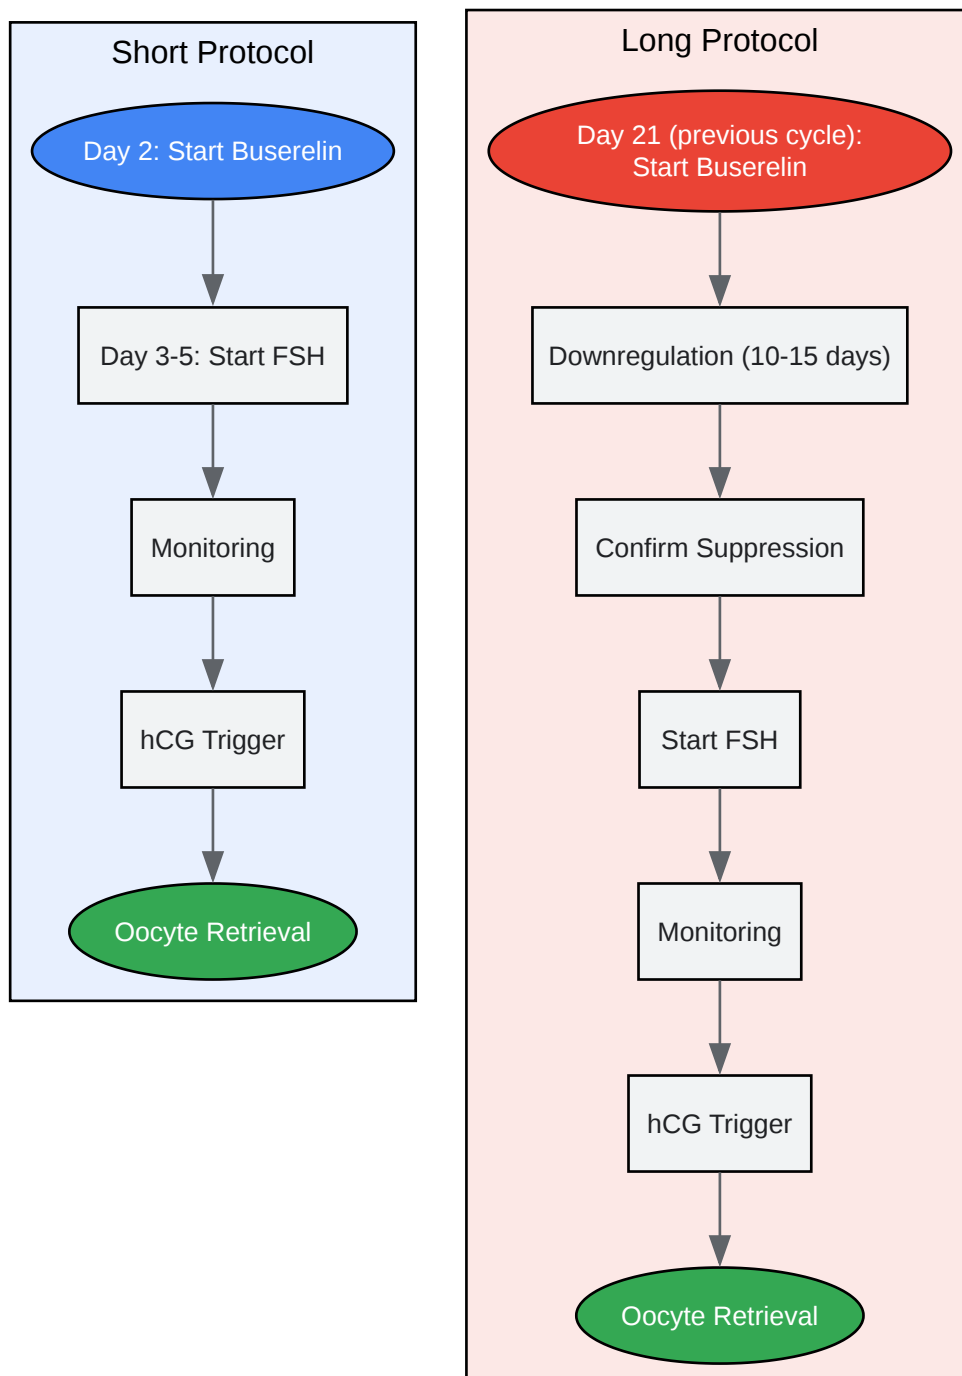 Short Protocol
Day 2: Start Buserelin
Day 3-5: Start FSH
Monitoring
hCG Trigger
Oocyte Retrieval
Long Protocol
Day 21 (previous cycle):
Start Buserelin
Downregulation (10-15 days)
Confirm Suppression
Start FSH
Monitoring
hCG Trigger
Oocyte Retrieval